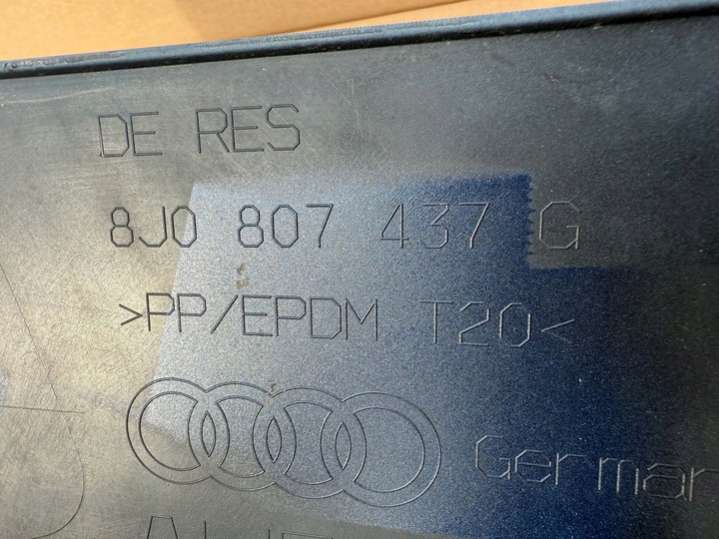 DE RES
8J0 807 437 G
>PP/EPDM T20<
German